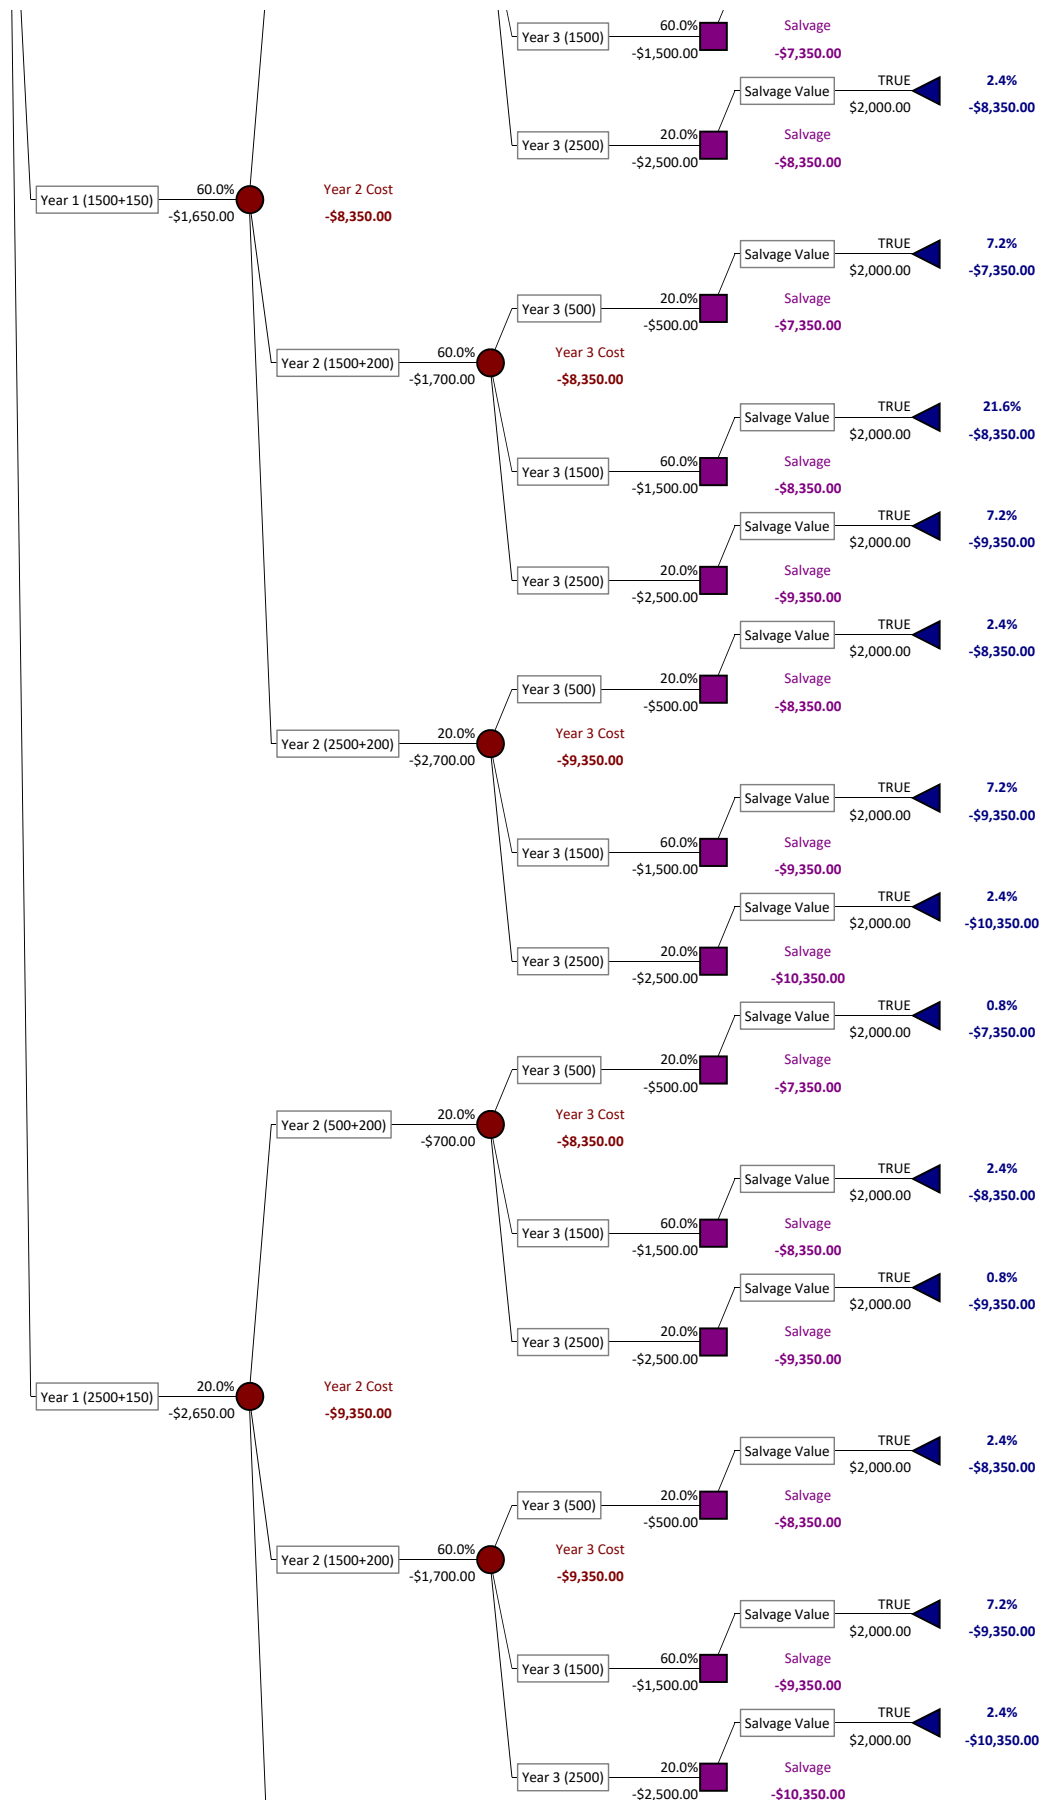 60.0% Salvage
Year 3 (1500)
-$1,500.00 -$7,350.00
TRUE 2.4%
Salvage Value
$2,000.00 -$8,350.00
20.0% Salvage
Year 3 (2500)
-$2,500.00 -$8,350.00
60.0% Year 2 Cost
Year 1 (1500+150)
-$1,650.00 -$8,350.00
TRUE 7.2%
Salvage Value
$2,000.00 -$7,350.00
20.0% Salvage
Year 3 (500)
-$500.00 -$7,350.00
60.0% Year 3 Cost
Year 2 (1500+200)
-$1,700.00 -$8,350.00
TRUE 21.6%
Salvage Value
$2,000.00 -$8,350.00
60.0% Salvage
Year 3 (1500)
-$1,500.00 -$8,350.00
TRUE 7.2%
Salvage Value
$2,000.00 -$9,350.00
20.0% Salvage
Year 3 (2500)
-$2,500.00 -$9,350.00
TRUE 2.4%
Salvage Value
$2,000.00 -$8,350.00
20.0% Salvage
Year 3 (500)
-$500.00 -$8,350.00
20.0% Year 3 Cost
Year 2 (2500+200)
-$2,700.00 -$9,350.00
TRUE 7.2%
Salvage Value
$2,000.00 -$9,350.00
60.0% Salvage
Year 3 (1500)
-$1,500.00 -$9,350.00
TRUE 2.4%
Salvage Value
$2,000.00 -$10,350.00
20.0% Salvage
Year 3 (2500)
-$2,500.00 -$10,350.00
TRUE 0.8%
Salvage Value
$2,000.00 -$7,350.00
20.0% Salvage
Year 3 (500)
-$500.00 -$7,350.00
20.0% Year 3 Cost
Year 2 (500+200)
-$700.00 -$8,350.00
TRUE 2.4%
Salvage Value
$2,000.00 -$8,350.00
60.0% Salvage
Year 3 (1500)
-$1,500.00 -$8,350.00
TRUE 0.8%
Salvage Value
$2,000.00 -$9,350.00
20.0% Salvage
Year 3 (2500)
-$2,500.00 -$9,350.00
20.0% Year 2 Cost
Year 1 (2500+150)
-$2,650.00 -$9,350.00
TRUE 2.4%
Salvage Value
$2,000.00 -$8,350.00
20.0% Salvage
Year 3 (500)
-$500.00 -$8,350.00
60.0% Year 3 Cost
Year 2 (1500+200)
-$1,700.00 -$9,350.00
TRUE 7.2%
Salvage Value
$2,000.00 -$9,350.00
60.0% Salvage
Year 3 (1500)
-$1,500.00 -$9,350.00
TRUE 2.4%
Salvage Value
$2,000.00 -$10,350.00
20.0% Salvage
Year 3 (2500)
-$2,500.00 -$10,350.00